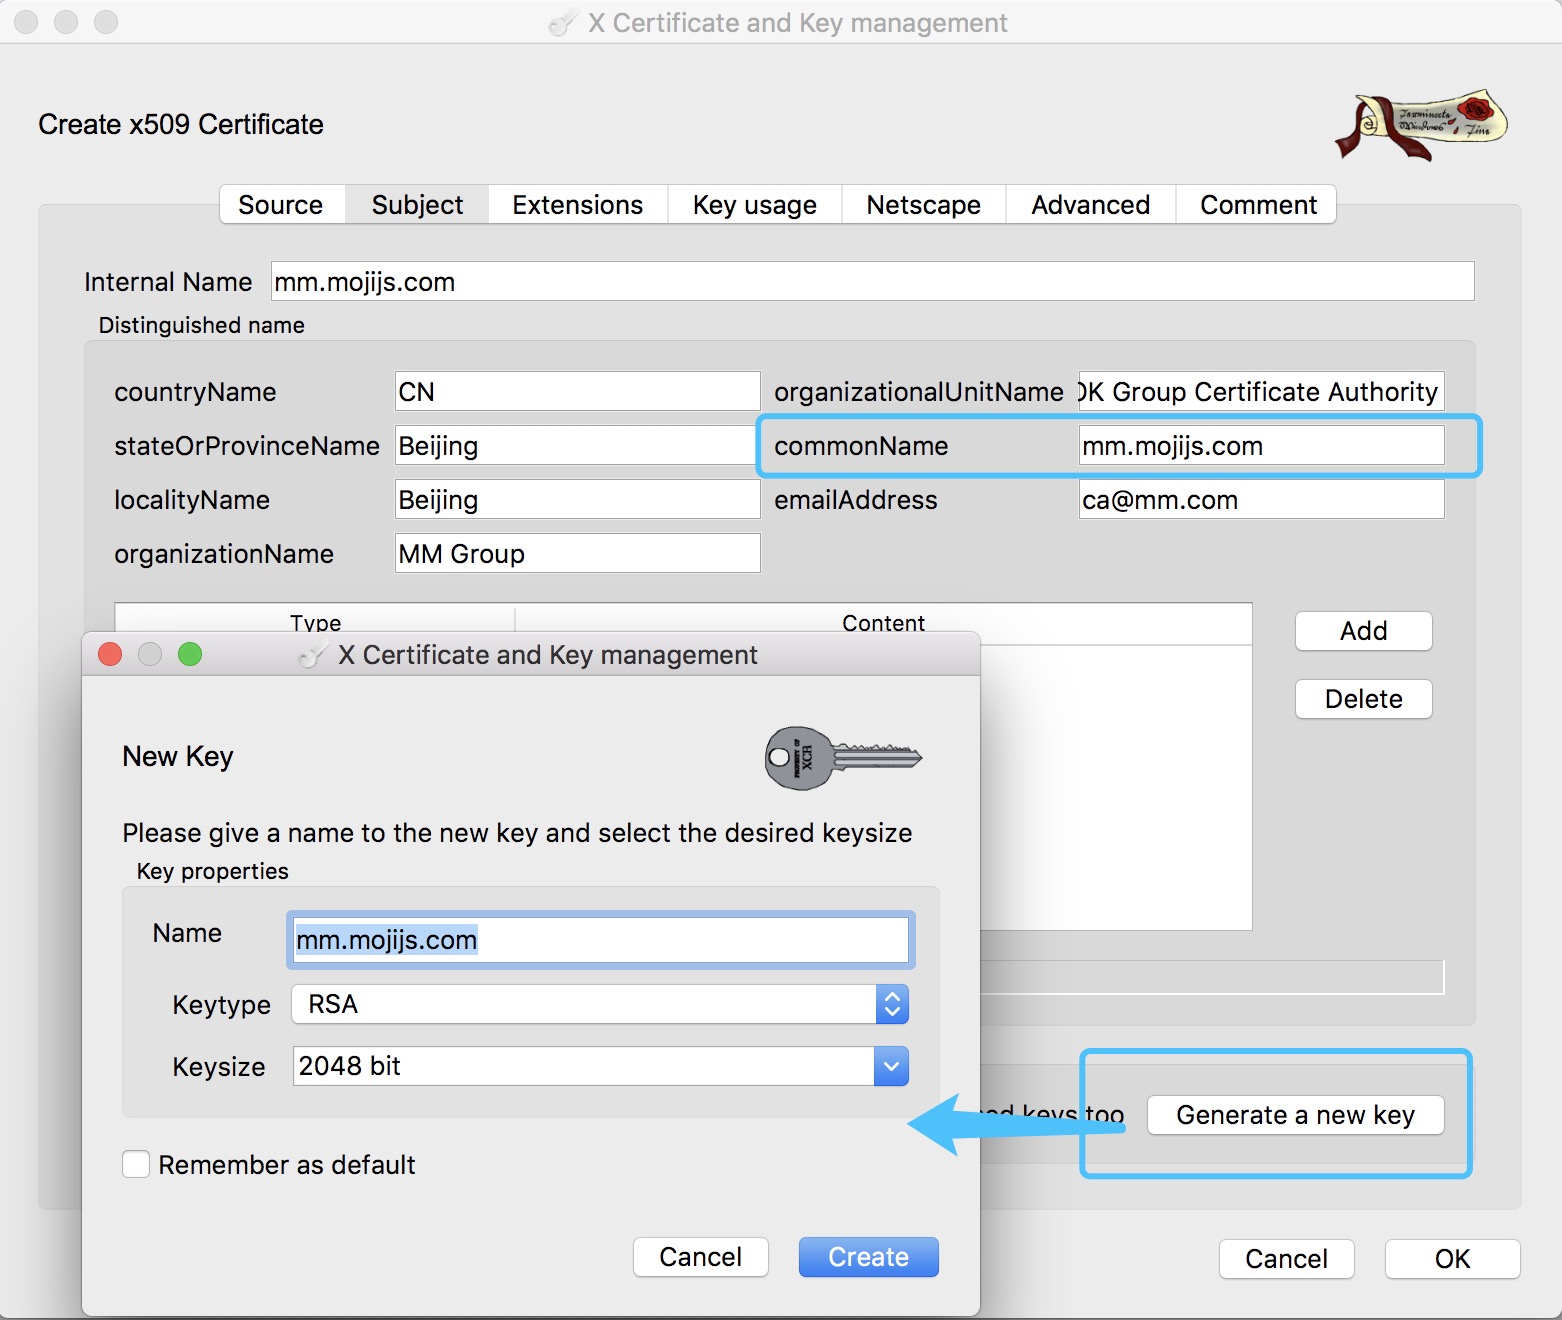 X Certificate and Key management
Create x509 Certificate
Source Subject Extensions Key usage Netscape Advanced Comment
Internal Name mm.mojijs.com
Distinguished name
countryName CN organizationalUnitName OK Group Certificate Authority
stateOrProvinceName Beijing commonName mm.mojijs.com
localityName Beijing emailAddress ca@mm.com
organizationName MM Group
Type Content
Add
Delete
X Certificate and Key management
New Key
PROPERTY OF
XCA
Please give a name to the new key and select the desired keysize
Key properties
Name mm.mojijs.com
Keytype RSA
Keysize 2048 bit
keys too Generate a new key
Remember as default
Cancel Create
Cancel OK